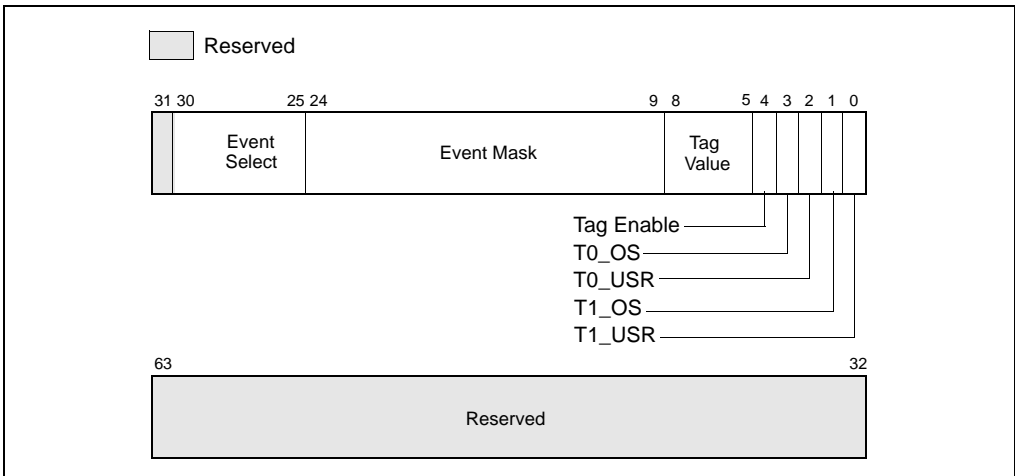 Reserved
31 30 25 24 9 8 5 4 3 2 1 0
Event
Select
Event Mask
Tag
Value
Tag Enable
T0_OS
T0_USR
T1_OS
T1_USR
63 32
Reserved